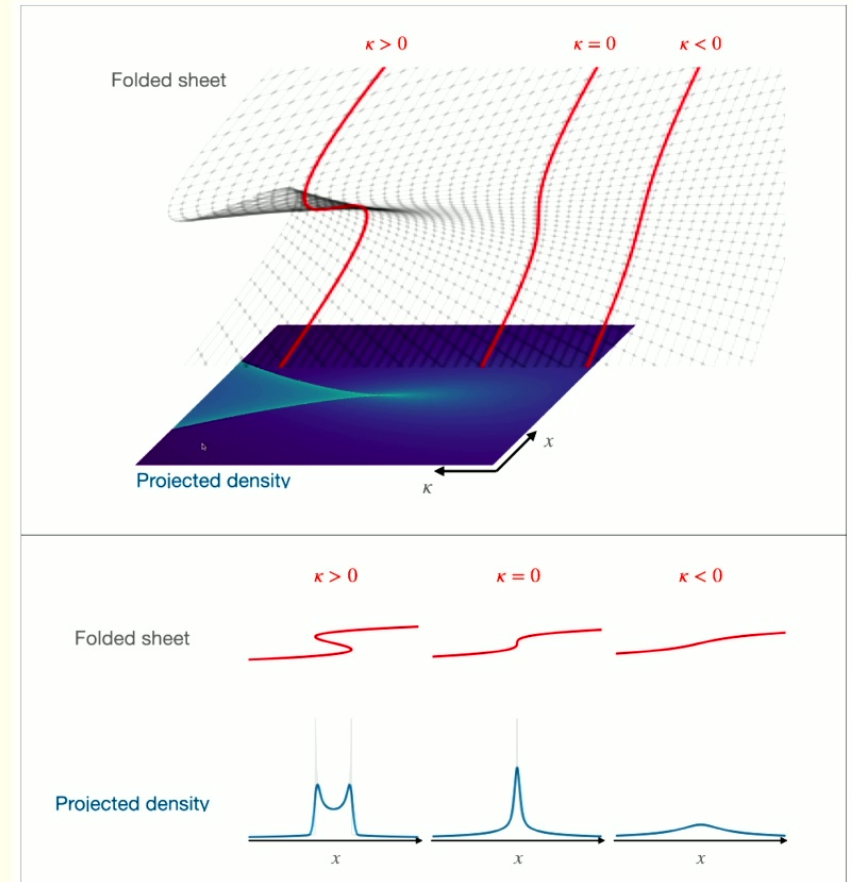 κ > 0 κ = 0 κ < 0
Folded sheet
x
Projected density
κ
κ > 0 κ = 0 κ < 0
Folded sheet
Projected density
x x x